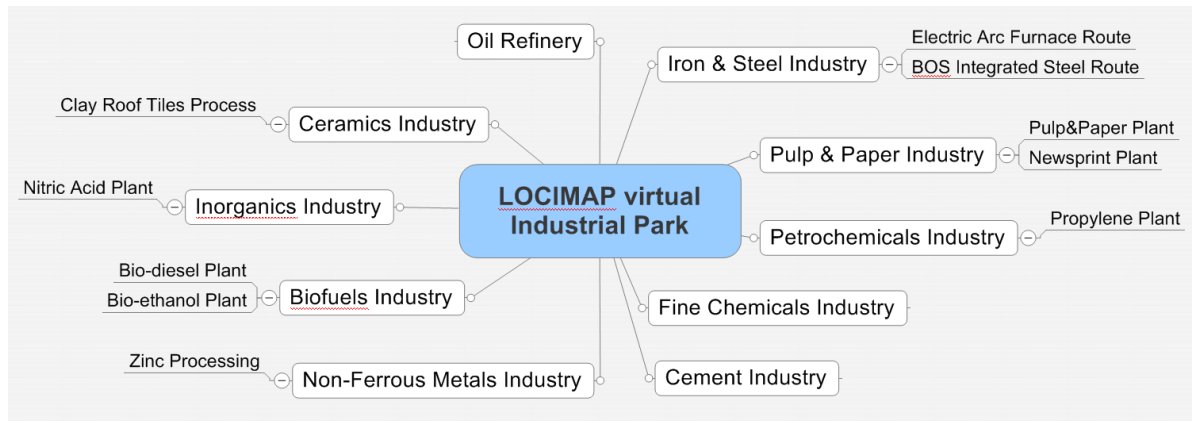 Oil Refinery
Iron & Steel Industry
Electric Arc Furnace Route
BOS Integrated Steel Route
Clay Roof Tiles Process
Ceramics Industry
Pulp & Paper Industry
Pulp&Paper Plant
Newsprint Plant
LOCIMAP virtual
Industrial Park
Nitric Acid Plant
Inorganics Industry
Petrochemicals Industry
Propylene Plant
Bio-diesel Plant
Bio-ethanol Plant
Biofuels Industry
Fine Chemicals Industry
Zinc Processing
Non-Ferrous Metals Industry
Cement Industry